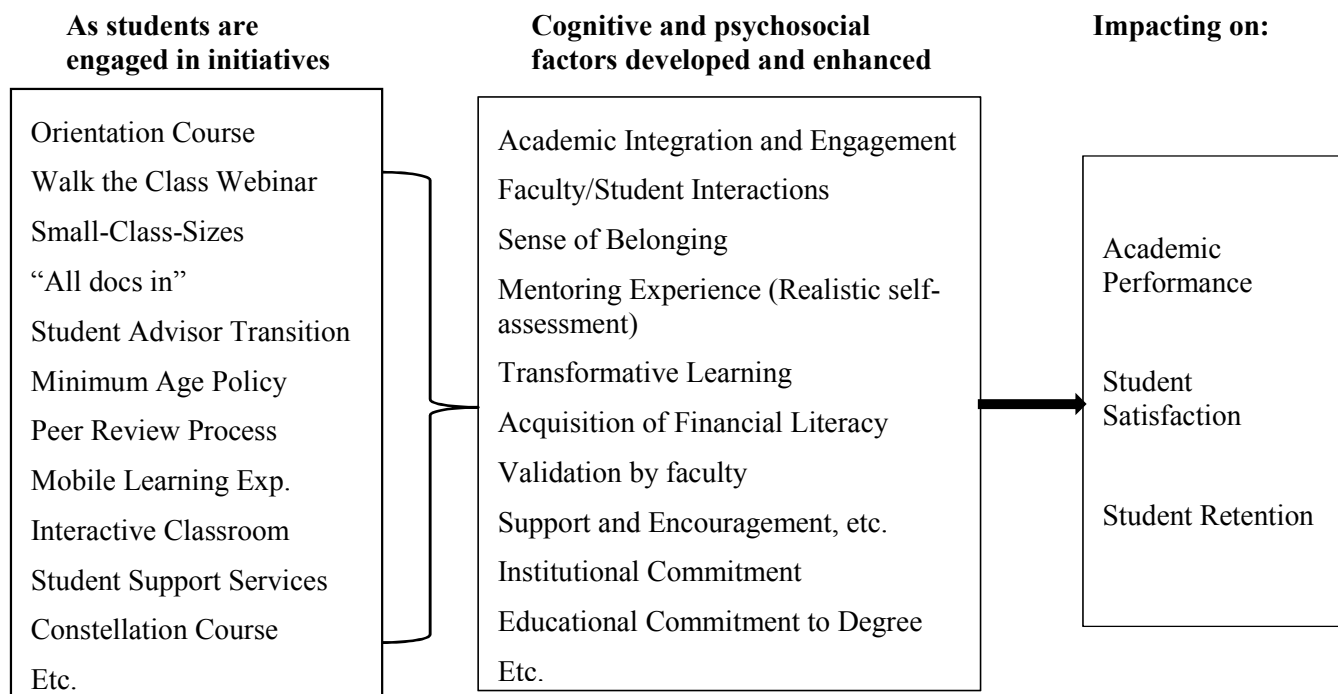 As students are
engaged in initiatives
Orientation Course
Walk the Class Webinar
Small-Class-Sizes
“All docs in”
Student Advisor Transition
Minimum Age Policy
Peer Review Process
Mobile Learning Exp.
Interactive Classroom
Student Support Services
Constellation Course
Etc.
Cognitive and psychosocial
factors developed and enhanced
Academic Integration and Engagement
Faculty/Student Interactions
Sense of Belonging
Mentoring Experience (Realistic self-
assessment)
Transformative Learning
Acquisition of Financial Literacy
Validation by faculty
Support and Encouragement, etc.
Institutional Commitment
Educational Commitment to Degree
Etc.
Impacting on:
Academic
Performance
Student
Satisfaction
Student Retention